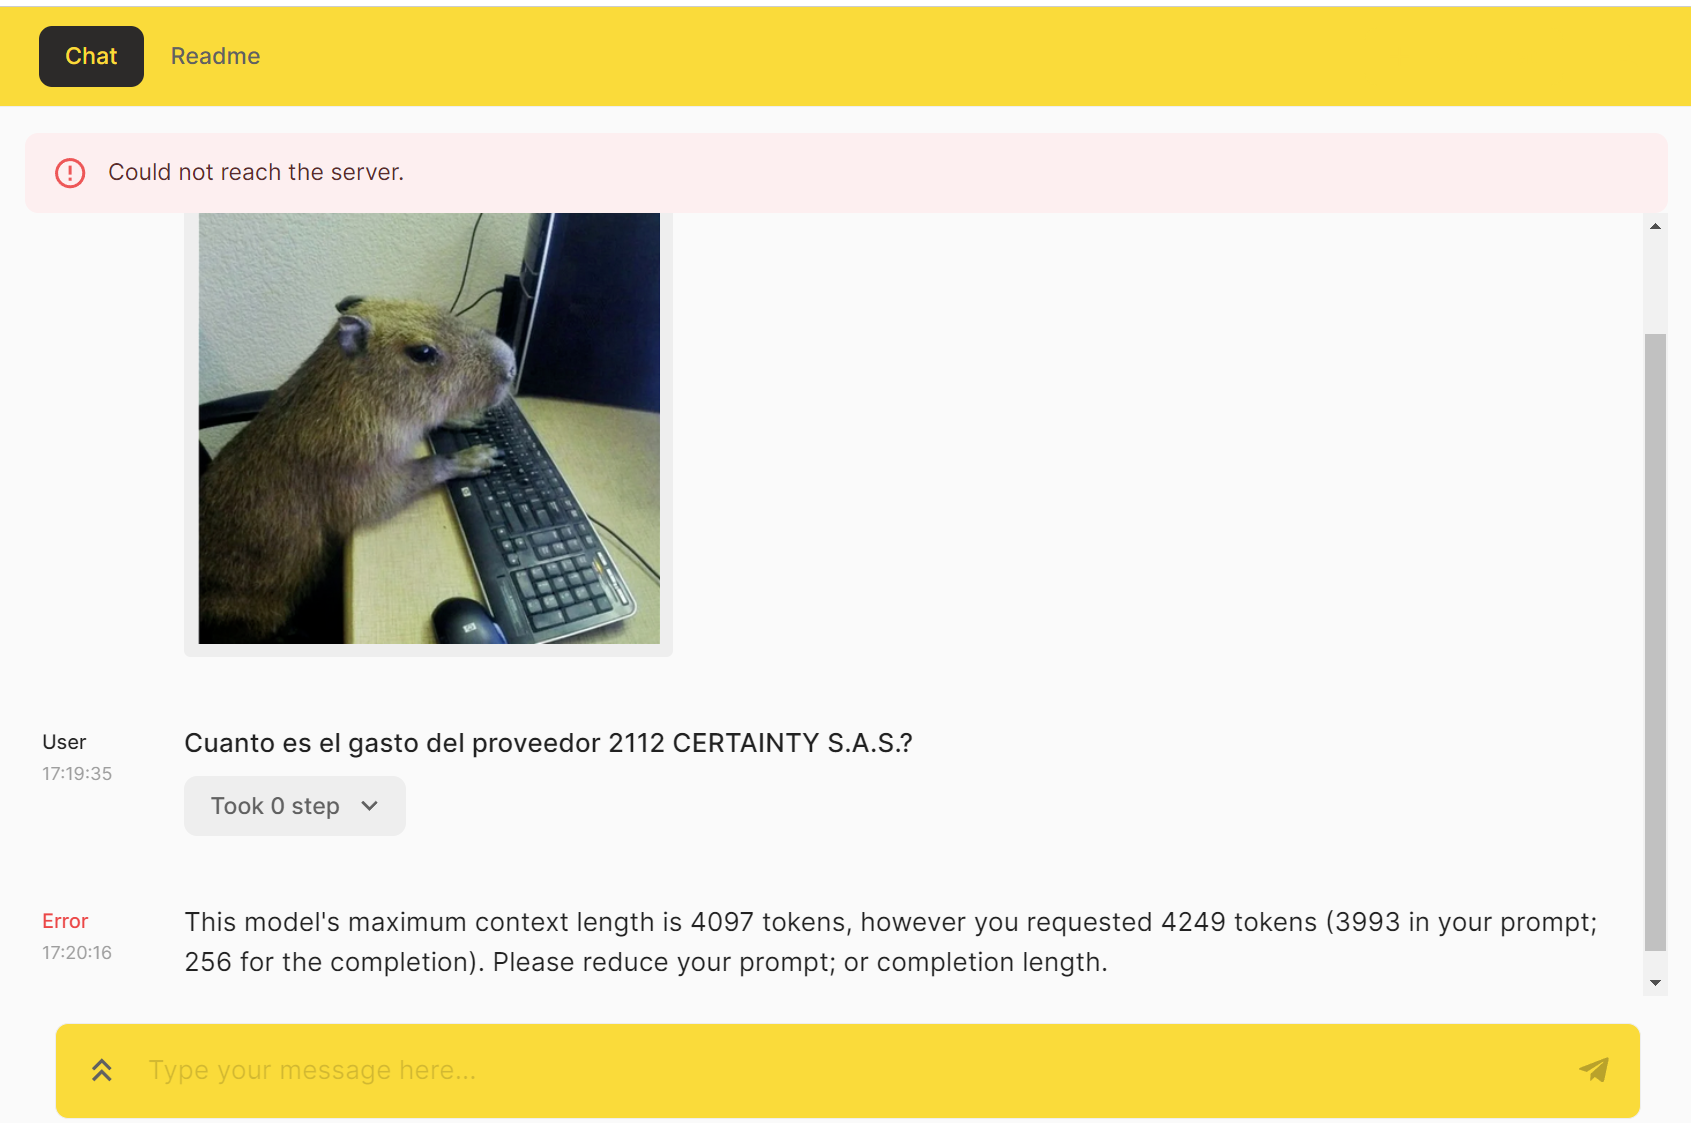 Chat
Readme
Could not reach the server.
User
Cuanto es el gasto del proveedor 2112 CERTAINTY S.A.S.?
17:19:35
Took 0 step
Error
This model's maximum context length is 4097 tokens, however you requested 4249 tokens (3993 in your prompt;
17:20:16
256 for the completion). Please reduce your prompt; or completion length.
Type your message here...